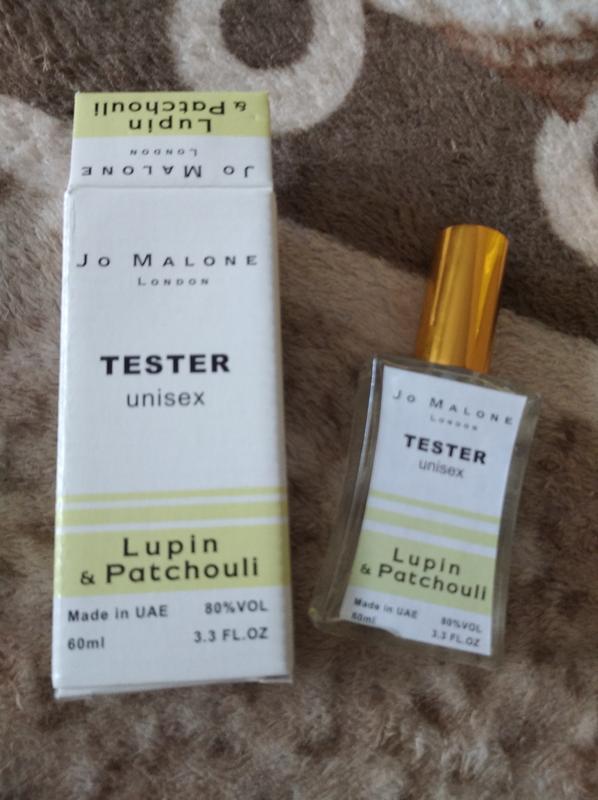 Lupin
& Patchouli
Jo Malone
London
Jo Malone
London
TESTER
unisex
Lupin
& Patchouli
Made in UAE 80%VOL
60ml 3.3 FL.OZ
Jo Malone
London
TESTER
unisex
Lupin
& Patchouli
Made in UAE 80%VOL
60ml 3.3 FL.OZ